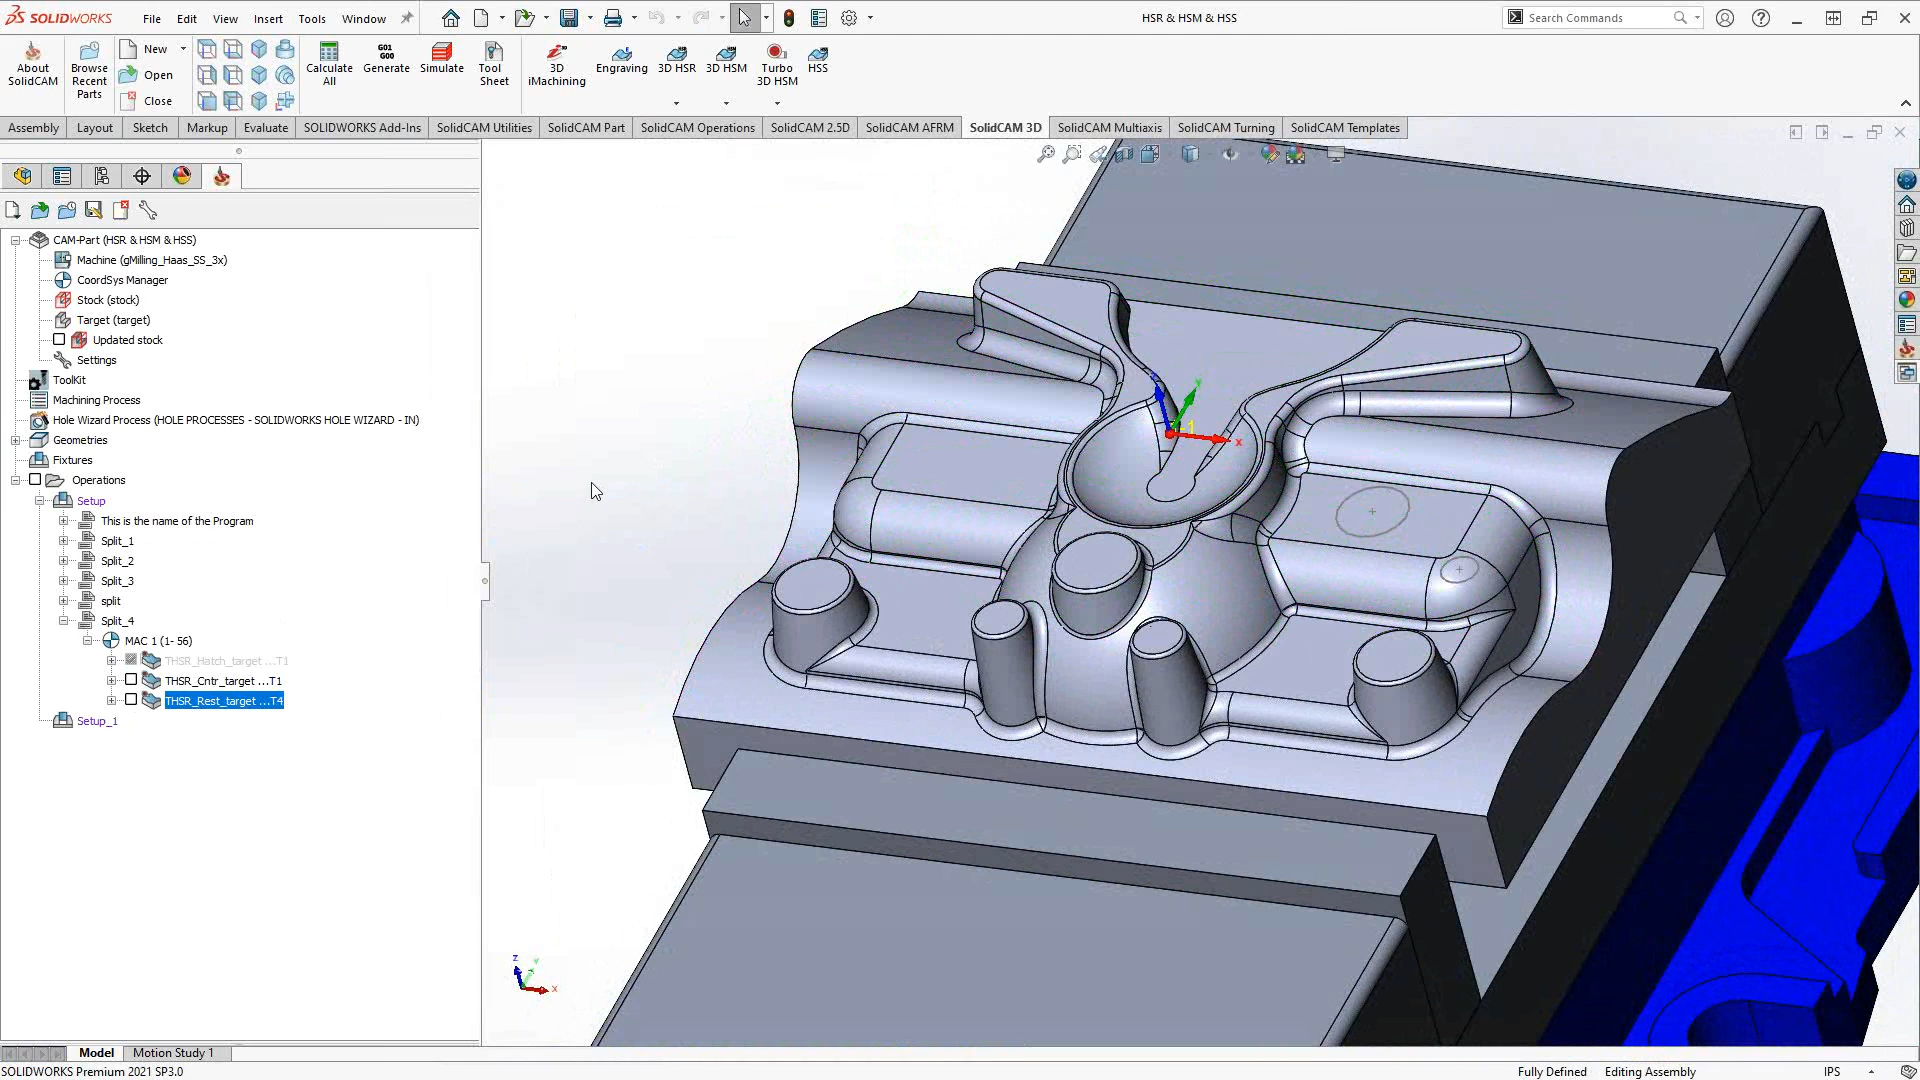 SOLIDWORKS
File Edit View Insert Tools Window
HSR & HSM & HSS
Search Commands
About SolidCAM
Browse Recent Parts
New
Open
Close
Calculate All
G01 G00
Generate
Simulate
Tool Sheet
3D iMachining
Engraving
3D HSR
3D HSM
Turbo 3D HSM
HSS
Assembly Layout Sketch Markup Evaluate SOLIDWORKS Add-Ins SolidCAM Utilities SolidCAM Part SolidCAM Operations SolidCAM 2.5D SolidCAM AFRM SolidCAM 3D SolidCAM Multiaxis SolidCAM Turning SolidCAM Templates
CAM-Part (HSR & HSM & HSS)
Machine (gMilling_Haas_SS_3x)
CoordSys Manager
Stock (stock)
Target (target)
Updated stock
Settings
ToolKit
Machining Process
Hole Wizard Process (HOLE PROCESSES - SOLIDWORKS HOLE WIZARD - IN)
Geometries
Fixtures
Operations
Setup
This is the name of the Program
Split_1
Split_2
Split_3
split
Split_4
MAC 1 (1- 56)
THSR_Hatch_target ...T1
THSR_Cntr_target ...T1
THSR_Rest_target ...T4
Setup_1
Z Y X
Model Motion Study 1
SOLIDWORKS Premium 2021 SP3.0
Fully Defined Editing Assembly IPS